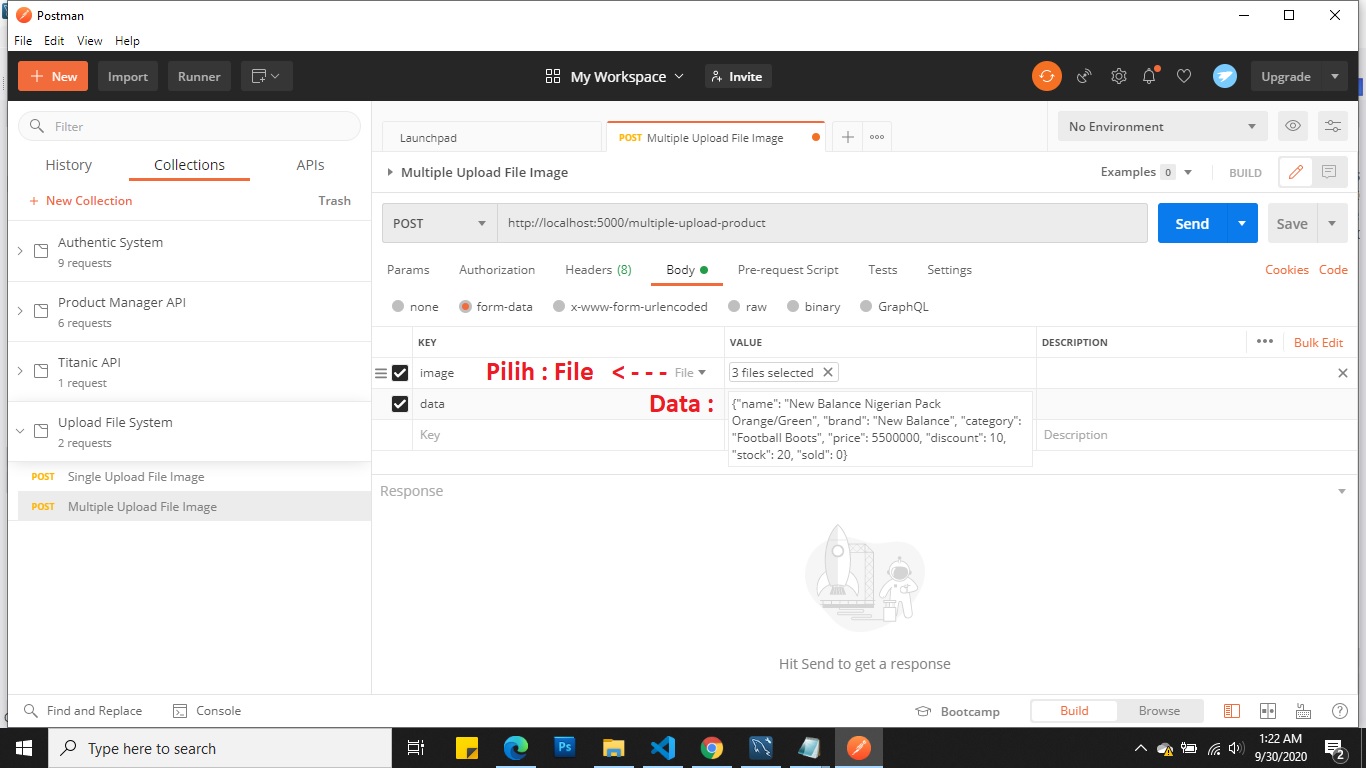 Postman
File Edit View Help
New Import Runner My Workspace Invite Upgrade
Filter
History Collections APIs
New Collection Trash
Authentic System
9 requests
Product Manager API
6 requests
Titanic API
1 request
Upload File System
2 requests
POST Single Upload File Image
POST Multiple Upload File Image
Launchpad POST Multiple Upload File Image No Environment
Multiple Upload File Image Examples 0 BUILD
POST http://localhost:5000/multiple-upload-product Send Save
Params Authorization Headers (8) Body Pre-request Script Tests Settings Cookies Code
none form-data x-www-form-urlencoded raw binary GraphQL
KEY VALUE DESCRIPTION Bulk Edit
image Pilih : File <--- File 3 files selected
data Data : {"name": "New Balance Nigerian Pack
Orange/Green", "brand": "New Balance", "category":
"Football Boots", "price": 5500000, "discount": 10,
"stock": 20, "sold": 0}
Key Description
Response
Hit Send to get a response
Find and Replace Console Bootcamp Build Browse
Type here to search Ps 1:22 AM
9/30/2020 2